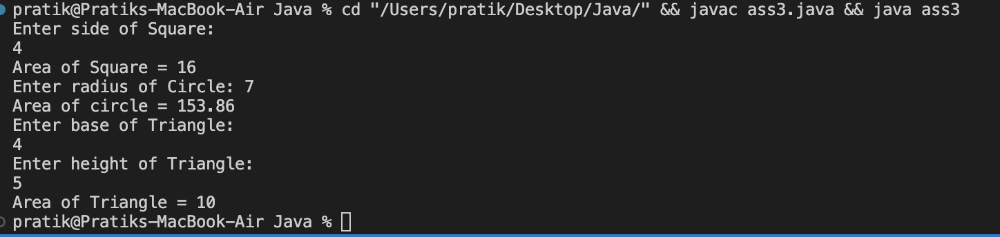 pratik@Pratiks-MacBook-Air Java % cd "/Users/pratik/Desktop/Java/" && javac ass3.java && java ass3
Enter side of Square:
4
Area of Square = 16
Enter radius of Circle: 7
Area of circle = 153.86
Enter base of Triangle:
4
Enter height of Triangle:
5
Area of Triangle = 10
pratik@Pratiks-MacBook-Air Java %